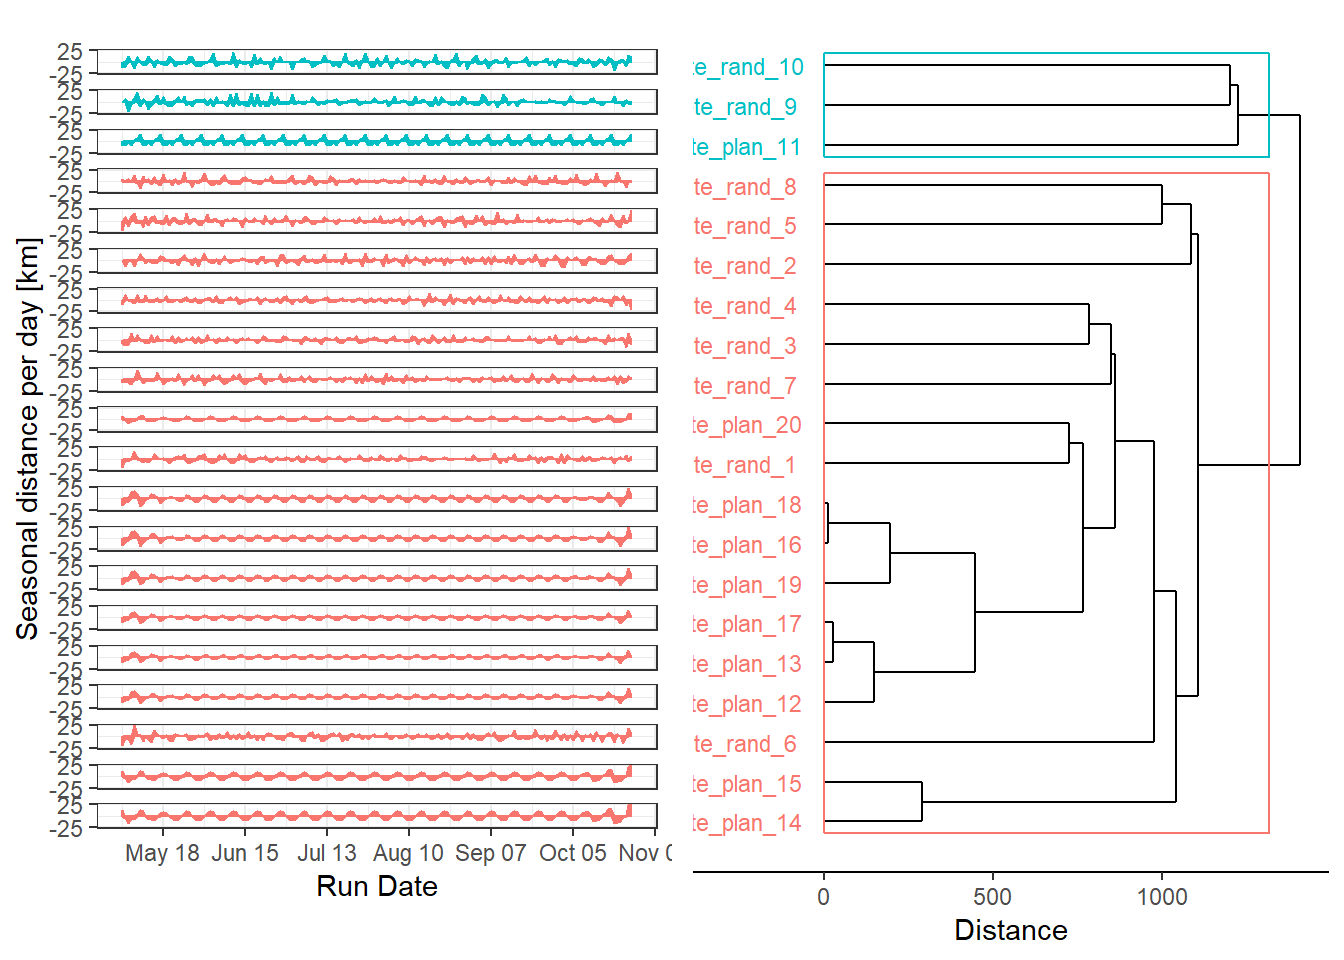 Seasonal distance per day [km]
25
-25
25
-25
25
-25
25
-25
25
-25
25
-25
25
-25
25
-25
25
-25
25
-25
25
-25
25
-25
25
-25
25
-25
25
-25
25
-25
25
-25
25
-25
25
-25
25
-25
May 18 Jun 15 Jul 13 Aug 10 Sep 07 Oct 05 Nov 0
Run Date
te_rand_10
te_rand_9
te_plan_11
te_rand_8
te_rand_5
te_rand_2
te_rand_4
te_rand_3
te_rand_7
te_plan_20
te_rand_1
te_plan_18
te_plan_16
te_plan_19
te_plan_17
te_plan_13
te_plan_12
te_rand_6
te_plan_15
te_plan_14
0 500 1000
Distance